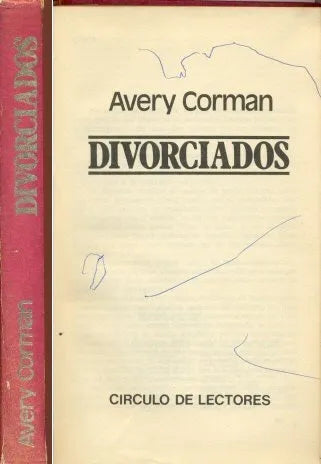 Avery Corman
DIVORCIADOS
Avery Corman
DIVORCIADOS
CIRCULO DE LECTORES